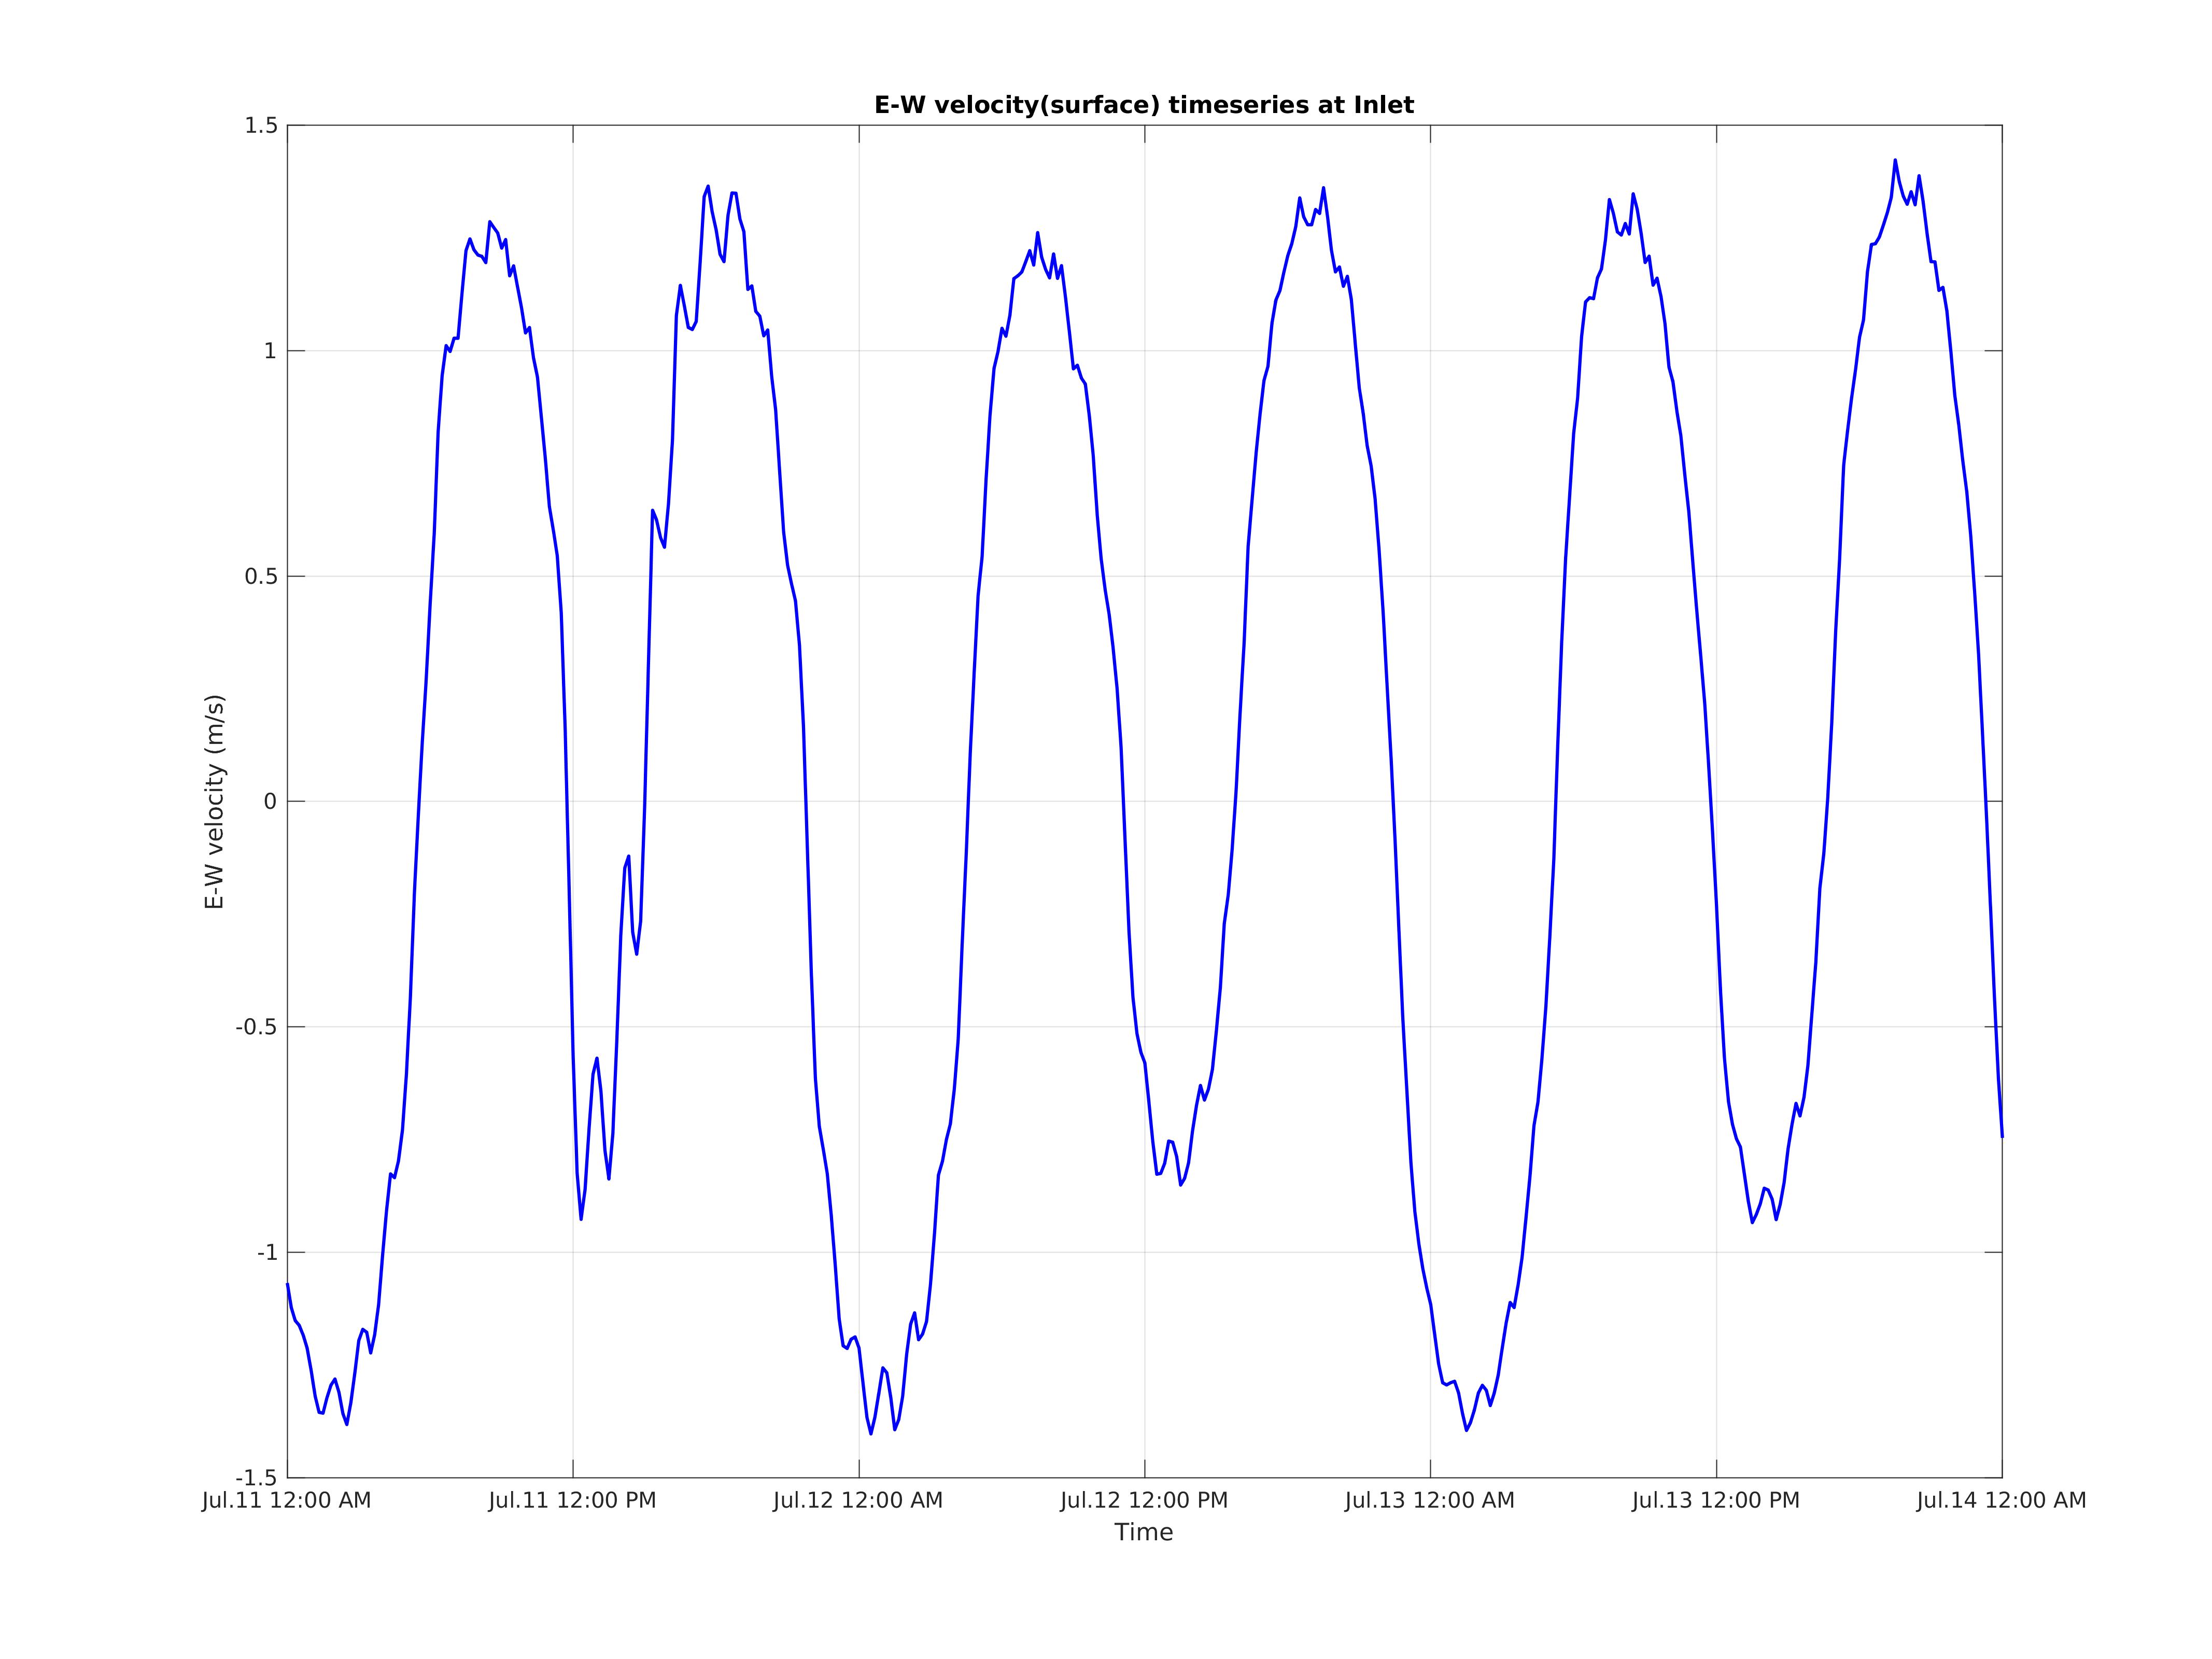 E-W velocity(surface) timeseries at Inlet
1.5
1
0.5
0
-0.5
-1
-1.5
E-W velocity (m/s)
Jul.11 12:00 AM
Jul.11 12:00 PM
Jul.12 12:00 AM
Jul.12 12:00 PM
Jul.13 12:00 AM
Jul.13 12:00 PM
Jul.14 12:00 AM
Time